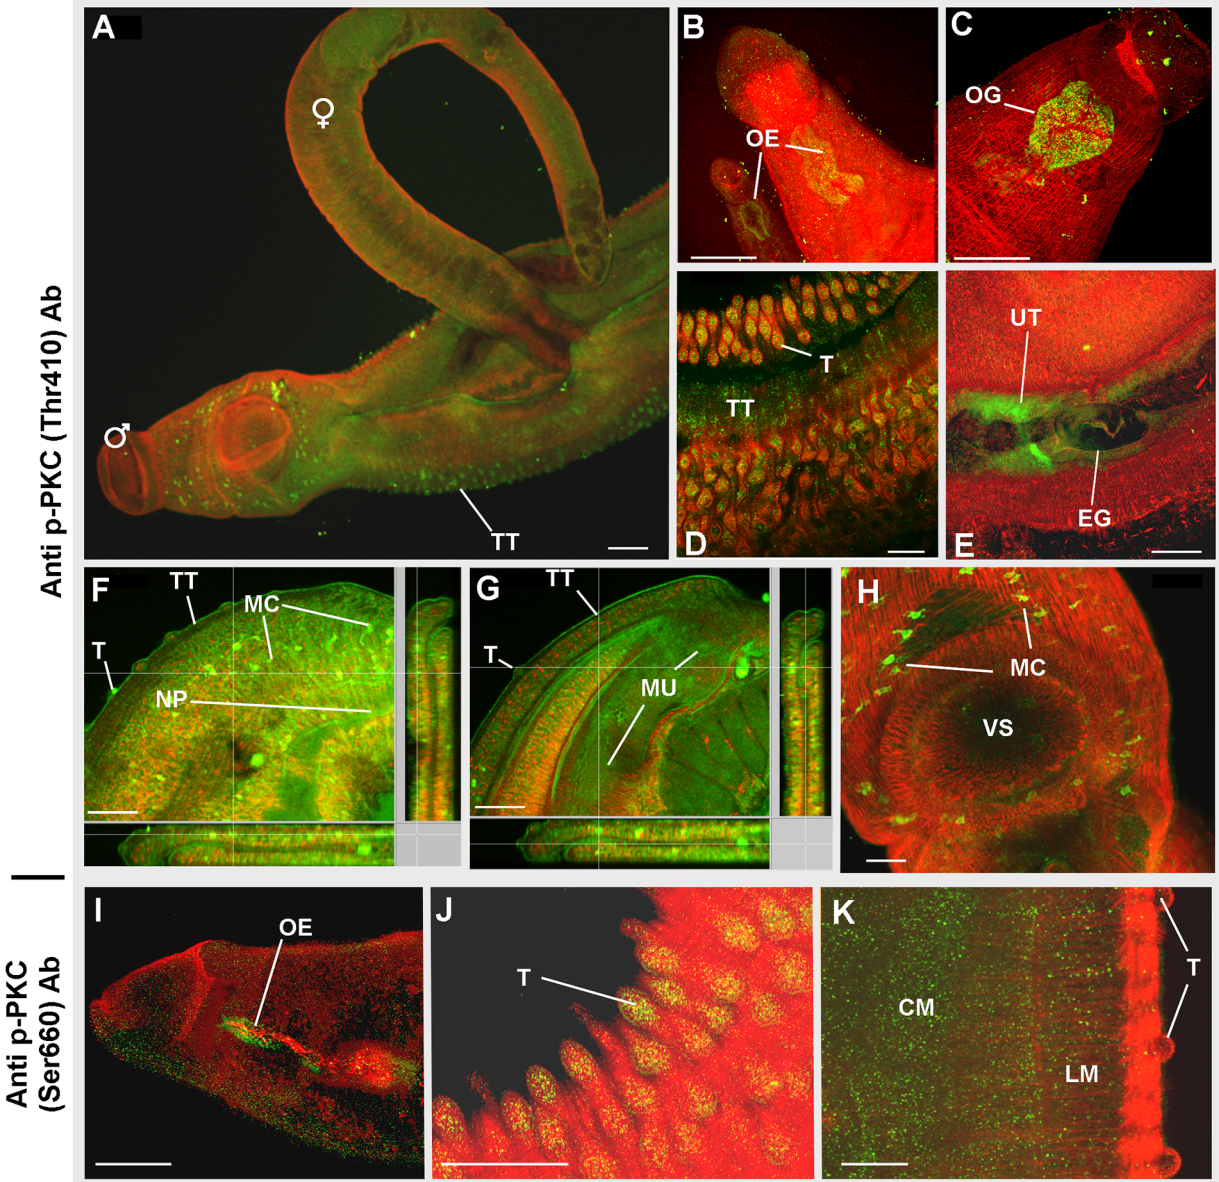 Anti p-PKC (Thr410) Ab
A
♀
♂
TT
B
OE
C
OG
D
T
TT
E
UT
EG
F
TT
MC
T
NP
G
TT
T
MU
H
MC
VS
Anti p-PKC
(Ser660) Ab
I
OE
J
T
K
T
CM
LM